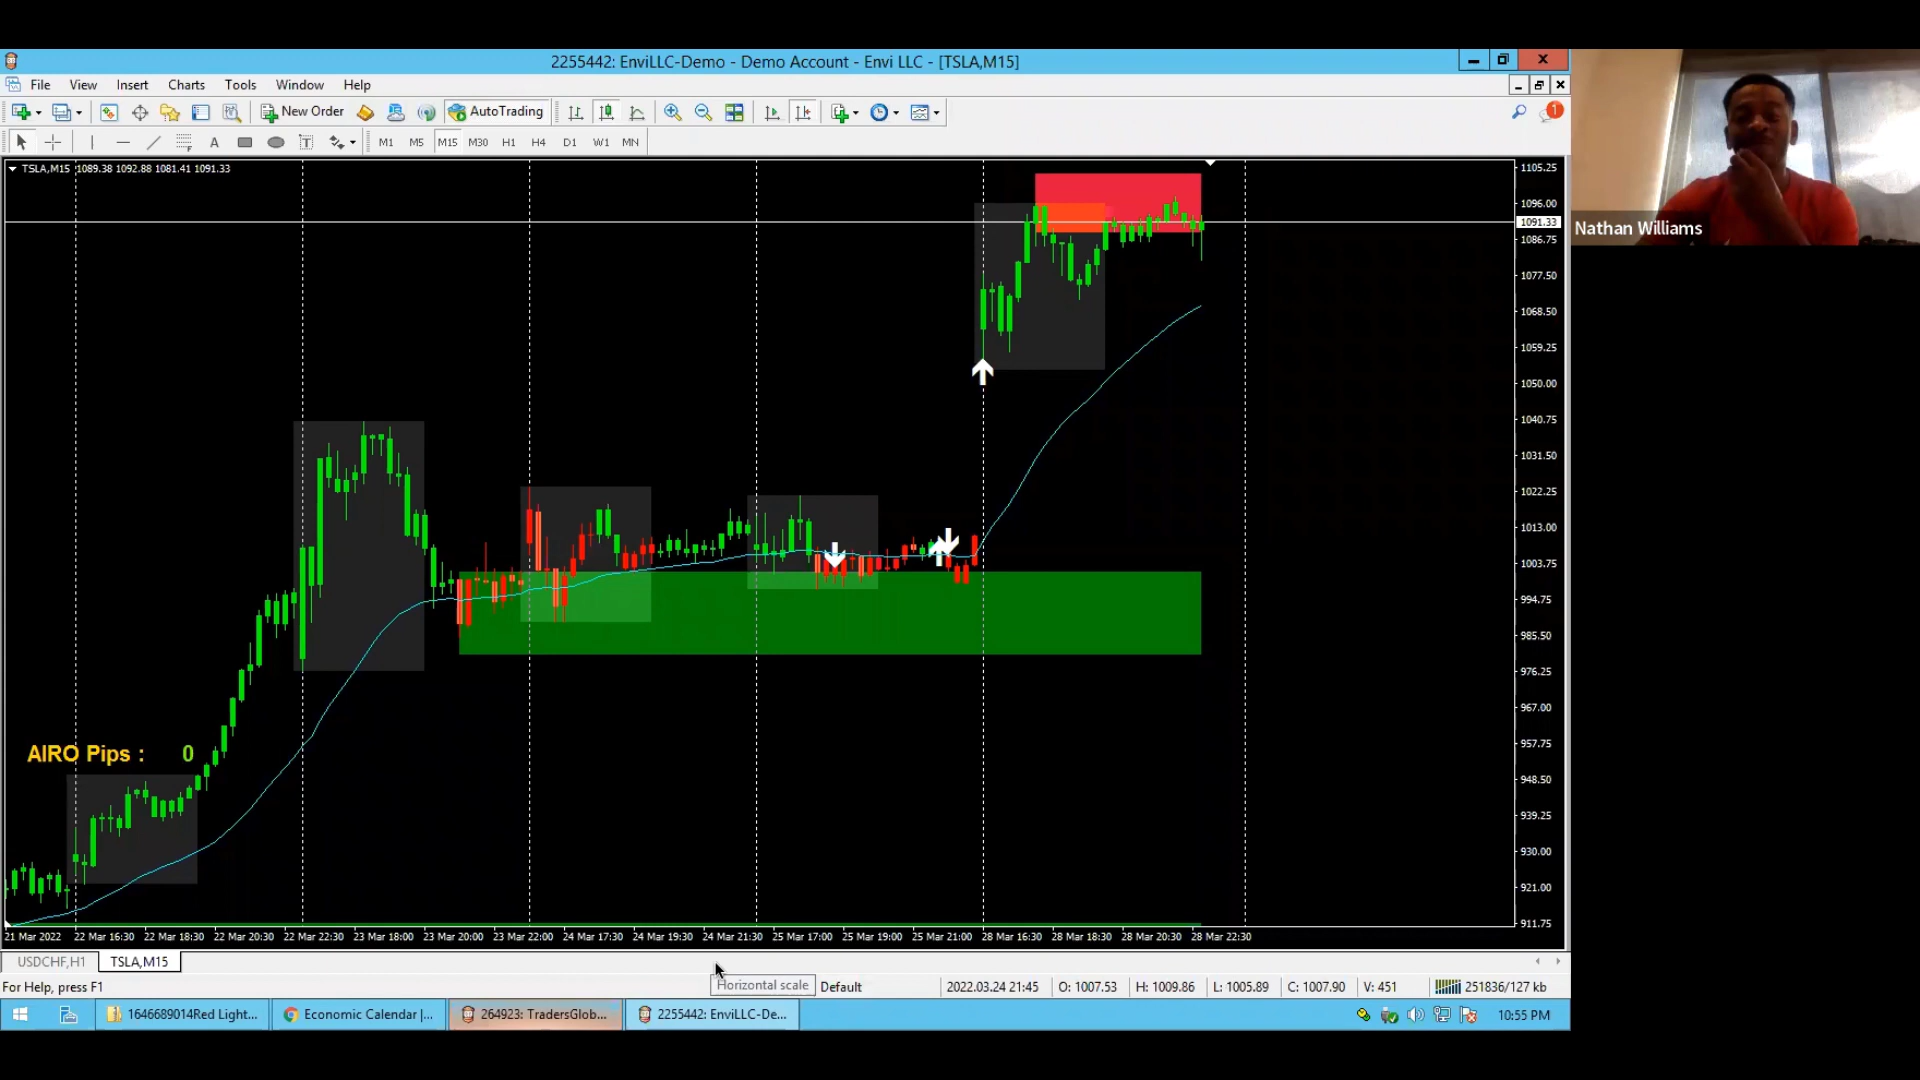 2255442: EnviLLC-Demo - Demo Account - Envi LLC - [TSLA,M15]
File View Insert Charts Tools Window Help
New Order AutoTrading 1
A T M1 M5 M15 M30 H1 H4 D1 W1 MN
TSLA,M15 1089.38 1092.88 1081.41 1091.33
1105.25
1096.00
1091.33
1086.75
1077.50
1068.50
1059.25
1050.00
1040.75
1031.50
1022.25
1013.00
1003.75
994.75
985.50
976.25
967.00
957.75
948.50
939.25
930.00
921.00
911.75
Nathan Williams
AIRO Pips : 0
21 Mar 2022 22 Mar 16:30 22 Mar 18:30 22 Mar 20:30 22 Mar 22:30 23 Mar 18:00 23 Mar 20:00 23 Mar 22:00 24 Mar 17:30 24 Mar 19:30 24 Mar 21:30 25 Mar 17:00 25 Mar 19:00 25 Mar 21:00 28 Mar 16:30 28 Mar 18:30 28 Mar 20:30 28 Mar 22:30
USDCHF,H1 TSLA,M15
Horizontal scale
For Help, press F1 Default 2022.03.24 21:45 O: 1007.53 H: 1009.86 L: 1005.89 C: 1007.90 V: 451 251836/127 kb
1646689014Red Light... Economic Calendar |... 264923: TradersGlob... 2255442: EnviLLC-De... 10:55 PM